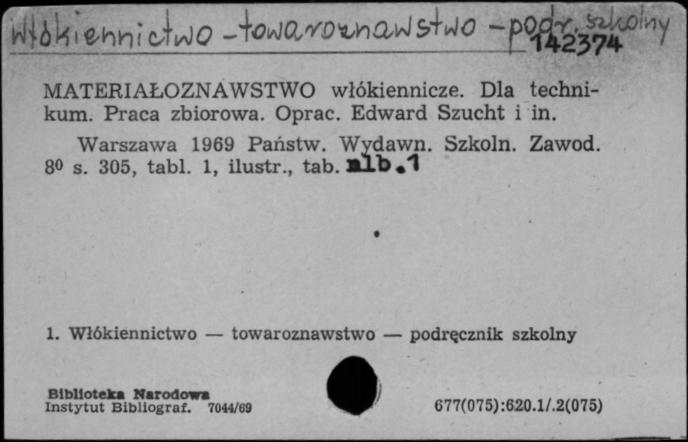 Włókiennictwo - towaroznawstwo - podr. szkolny
142374
MATERIAŁOZNAWSTWO włókiennicze. Dla techni-
kum. Praca zbiorowa. Oprac. Edward Szucht i in.
Warszawa 1969 Państw. Wydawn. Szkoln. Zawod.
8⁰ s. 305, tabl. 1, ilustr., tab. nlb.1
1. Włókiennictwo — towaroznawstwo — podręcznik szkolny
Biblioteka Narodowa
Instytut Bibliograf. 7044/69
677(075):620.1/.2(075)